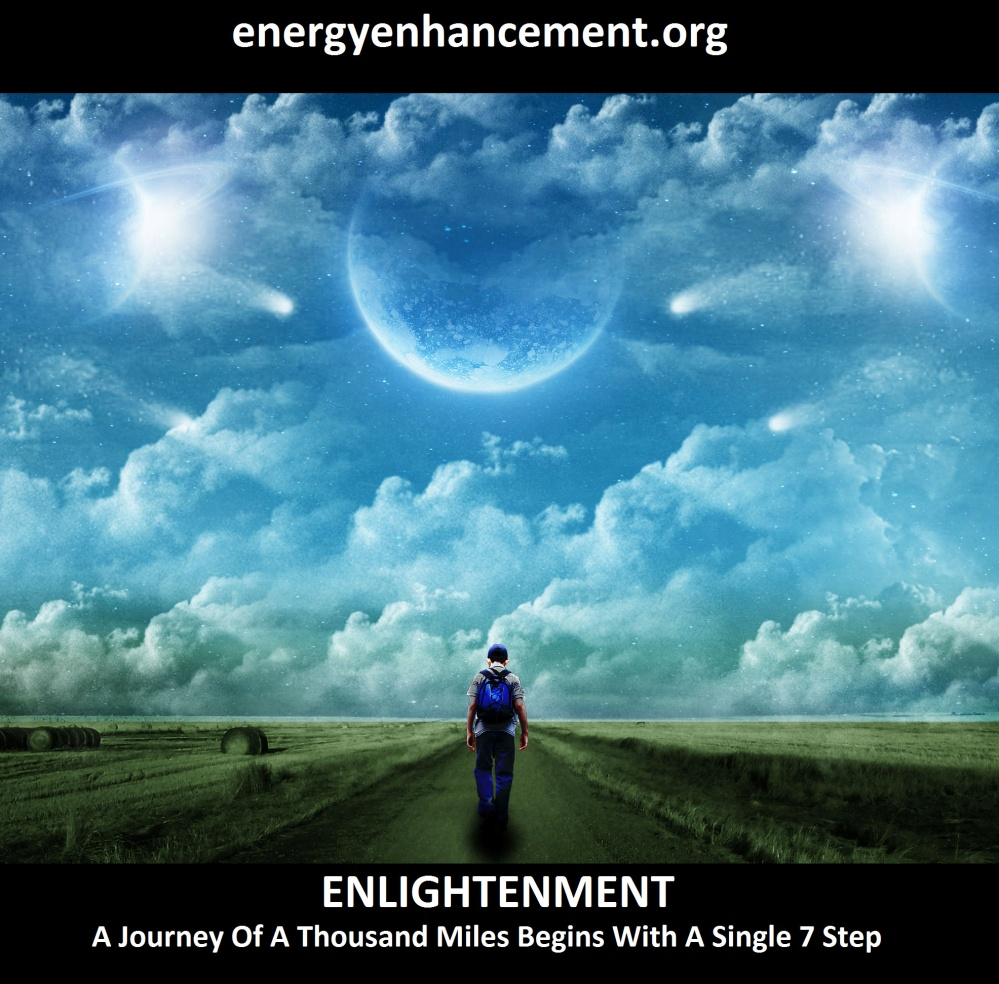 energyenhancement.org
ENLIGHTENMENT
A Journey Of A Thousand Miles Begins With A Single 7 Step